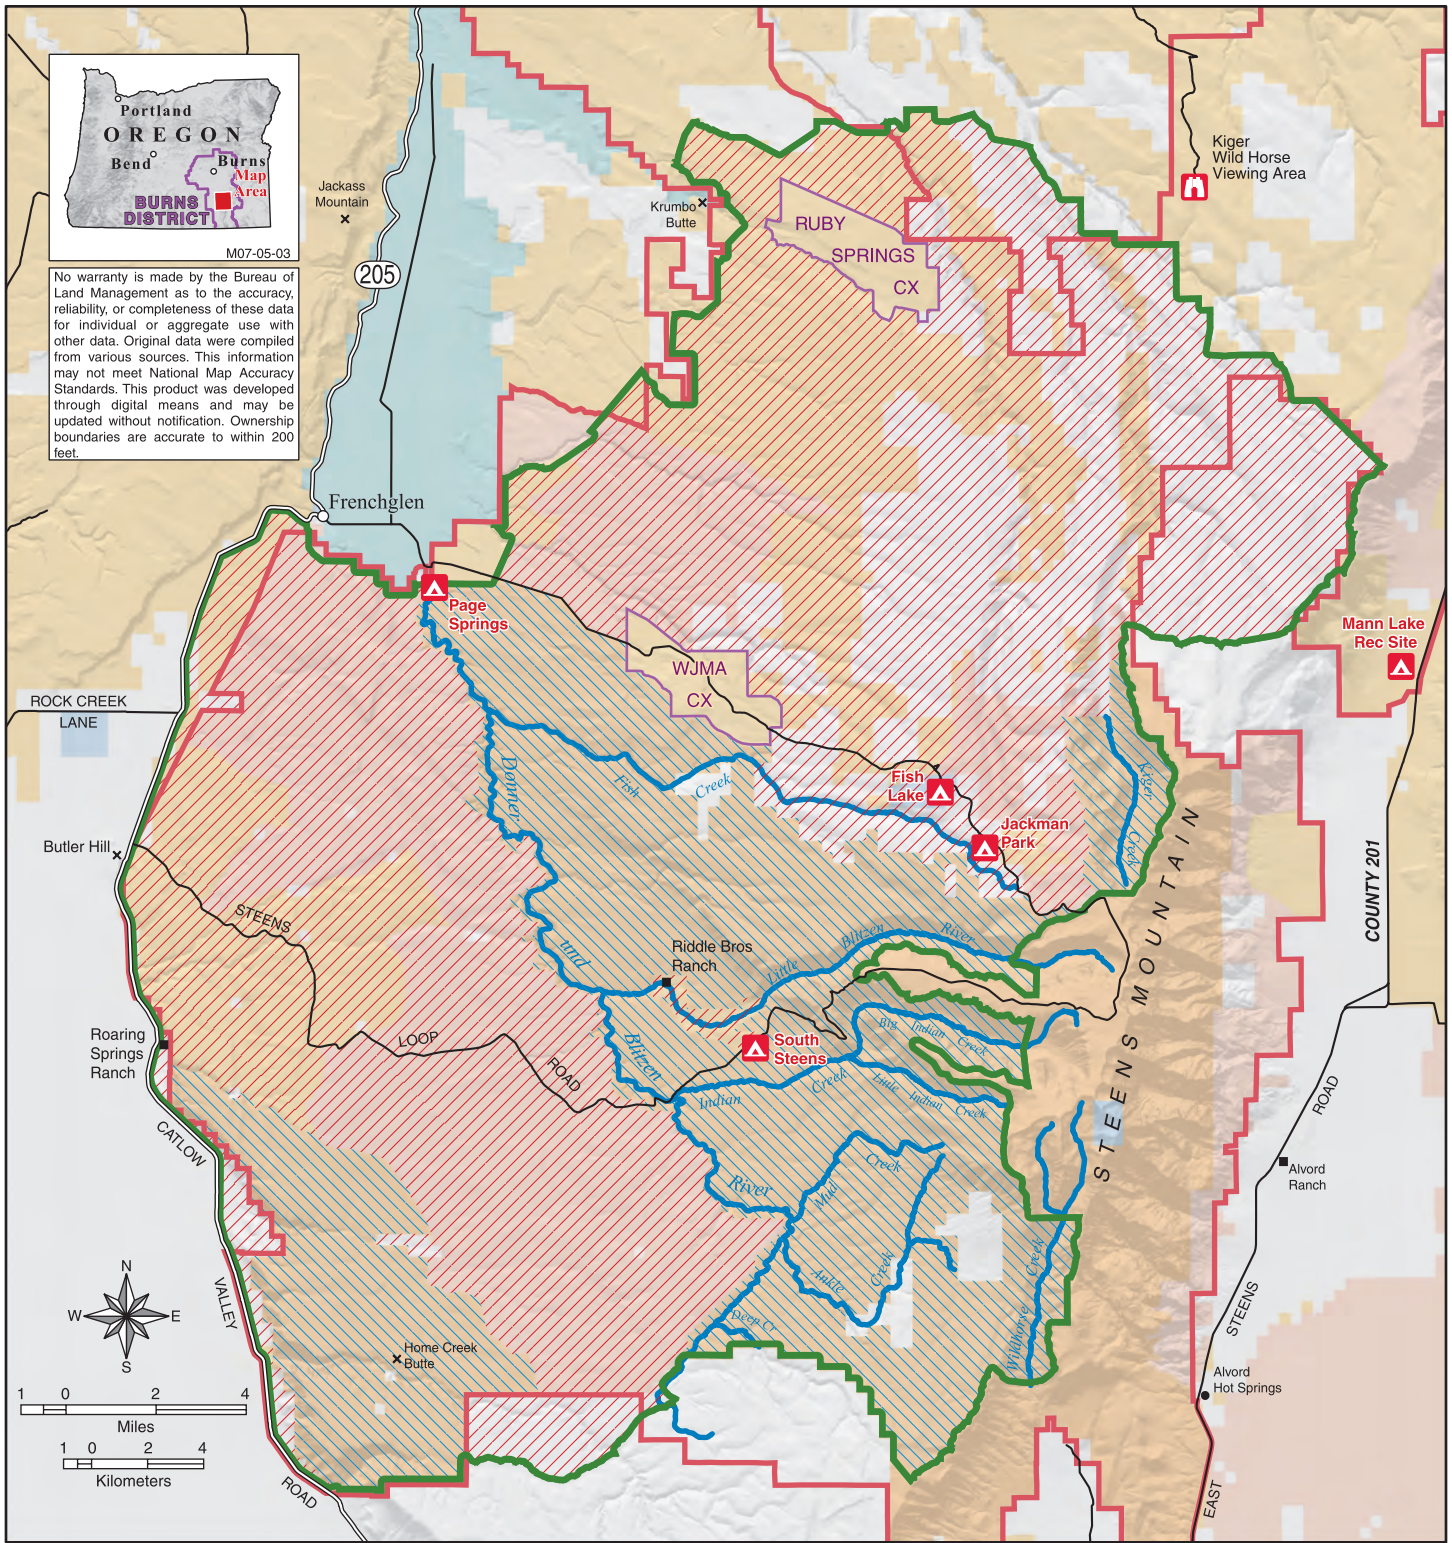 Portland
OREGON
Bend
Burns
Map
Area
BURNS
DISTRICT
M07-05-03
No warranty is made by the Bureau of
Land Management as to the accuracy,
reliability, or completeness of these data
for individual or aggregate use with
other data. Original data were compiled
from various sources. This information
may not meet National Map Accuracy
Standards. This product was developed
through digital means and may be
updated without notification. Ownership
boundaries are accurate to within 200
feet.
Jackass
Mountain
205
Krumbo
Butte
RUBY
SPRINGS
CX
Kiger
Wild Horse
Viewing Area
Frenchglen
Page
Springs
WJMA
CX
Mann Lake
Rec Site
ROCK CREEK
LANE
Donner
Fish
Creek
Fish
Lake
Jackman
Park
Kiger
Creek
Butler Hill
STEENS
und
Riddle Bros
Ranch
Little
Blitzen
River
STEENS MOUNTAIN
COUNTY 201
Roaring
Springs
Ranch
LOOP
ROAD
Blitzen
South
Steens
Big
Indian
Creek
Indian
Creek
Little
Indian
Creek
CATLOW
VALLEY
ROAD
River
Mud
Creek
Ankle
Creek
Wildhorse
Creek
Deep Cr
ROAD
STEENS
EAST
Alvord
Ranch
Alvord
Hot Springs
Home Creek
Butte
N
W
E
S
1 0 2 4
Miles
1 0 2 4
Kilometers